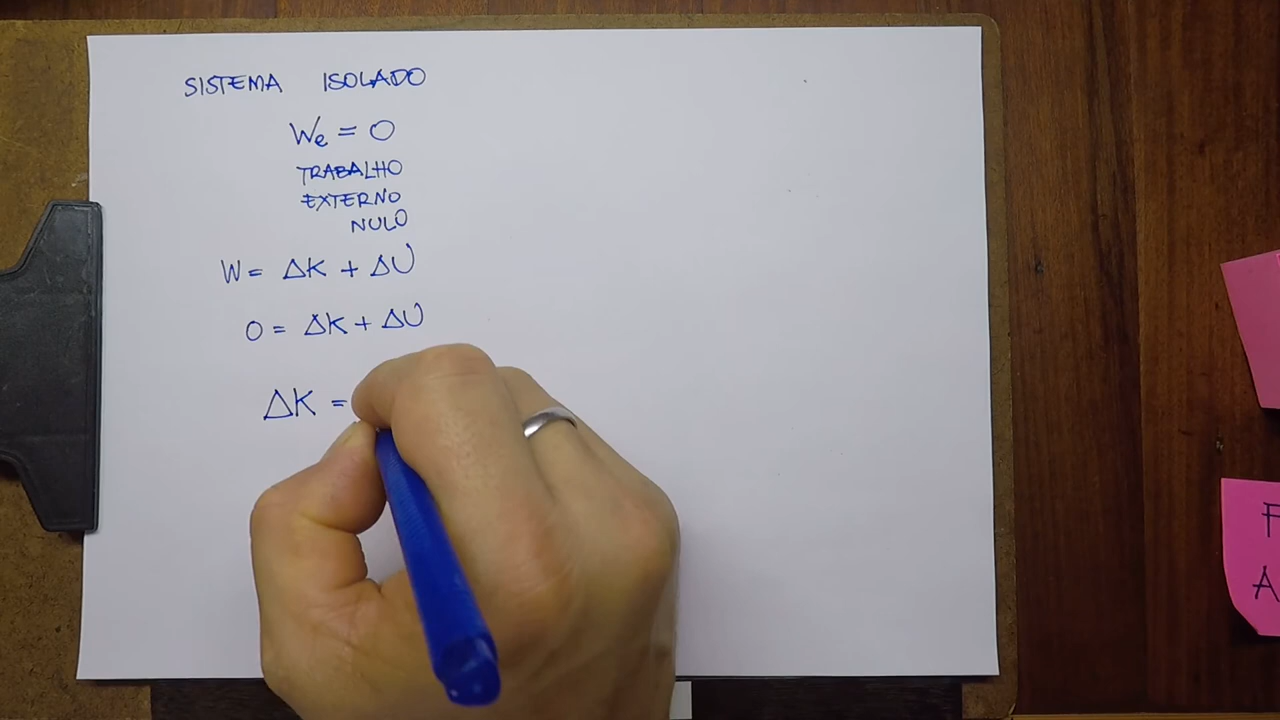 SISTEMA ISOLADO
We = 0
TRABALHO
EXTERNO
NULO
W = ΔK + ΔU
0 = ΔK + ΔU
ΔK =
F
A